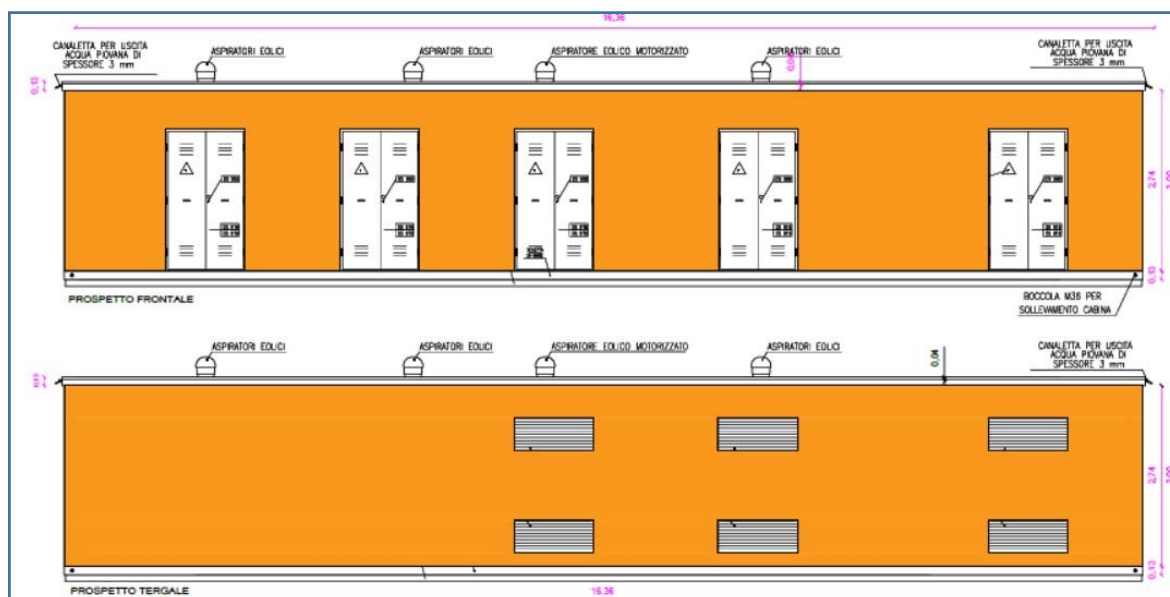 16,36
CANALETTA PER USCITA
ACQUA PIOVANA DI
SPESSORE 3 mm
ASPIRATORI EOLICI
ASPIRATORI EOLICI
ASPIRATORE EOLICO MOTORIZZATO
ASPIRATORI EOLICI
CANALETTA PER USCITA
ACQUA PIOVANA DI
SPESSORE 3 mm
0,13
2,74
0,13
PROSPETTO FRONTALE
BOCCOLA M36 PER
SOLLEVAMENTO CABINA
ASPIRATORI EOLICI
ASPIRATORI EOLICI
ASPIRATORE EOLICO MOTORIZZATO
ASPIRATORI EOLICI
0,04
CANALETTA PER USCITA
ACQUA PIOVANA DI
SPESSORE 3 mm
2,74
0,13
PROSPETTO TERGALE
16,36